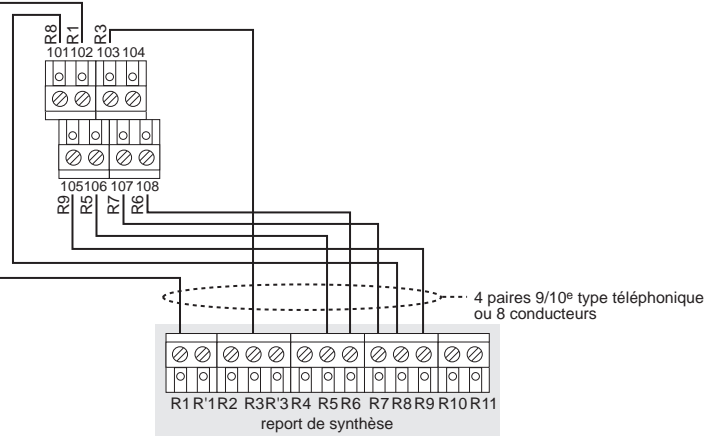 R8 R1 R3
101 102 103 104
105 106 107 108
R9 R5 R7 R6
4 paires 9/10e type téléphonique
ou 8 conducteurs
R1 R'1 R2 R3 R'3 R4 R5 R6 R7 R8 R9 R10 R11
report de synthèse